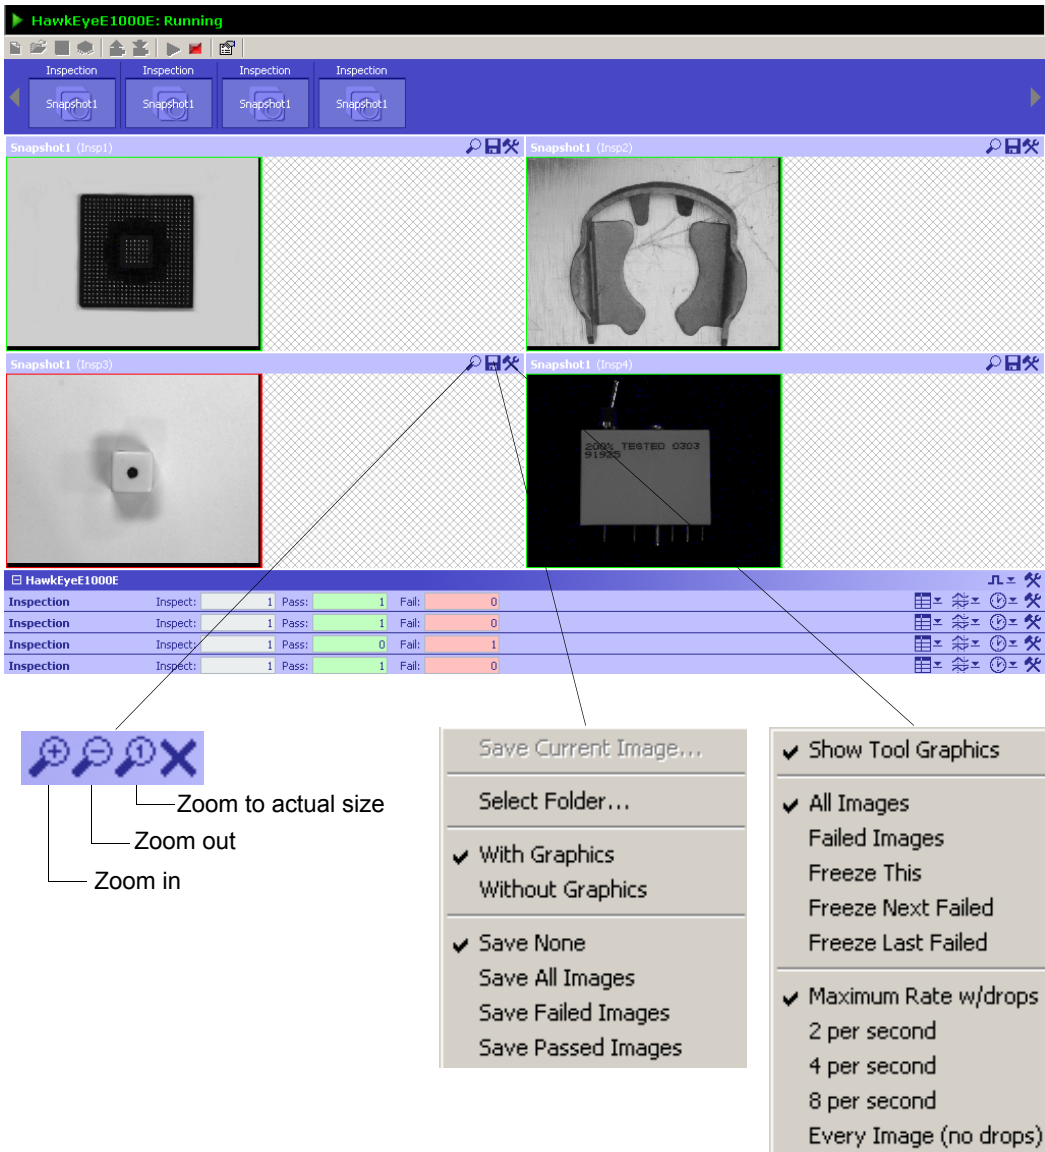 HawkEyeE1000E: Running
Inspection Inspection Inspection Inspection
Snapshot1 Snapshot1 Snapshot1 Snapshot1
Snapshot1 (Insp1)
Snapshot1 (Insp2)
Snapshot1 (Insp3)
Snapshot1 (Insp4)
200% TESTED 0303
91925
HawkEyeE1000E
Inspection Inspect: 1 Pass: 1 Fail: 0
Inspection Inspect: 1 Pass: 1 Fail: 0
Inspection Inspect: 1 Pass: 0 Fail: 1
Inspection Inspect: 1 Pass: 1 Fail: 0
1
Zoom to actual size
Zoom out
Zoom in
Save Current Image...
Select Folder...
With Graphics
Without Graphics
Save None
Save All Images
Save Failed Images
Save Passed Images
Show Tool Graphics
All Images
Failed Images
Freeze This
Freeze Next Failed
Freeze Last Failed
Maximum Rate w/drops
2 per second
4 per second
8 per second
Every Image (no drops)